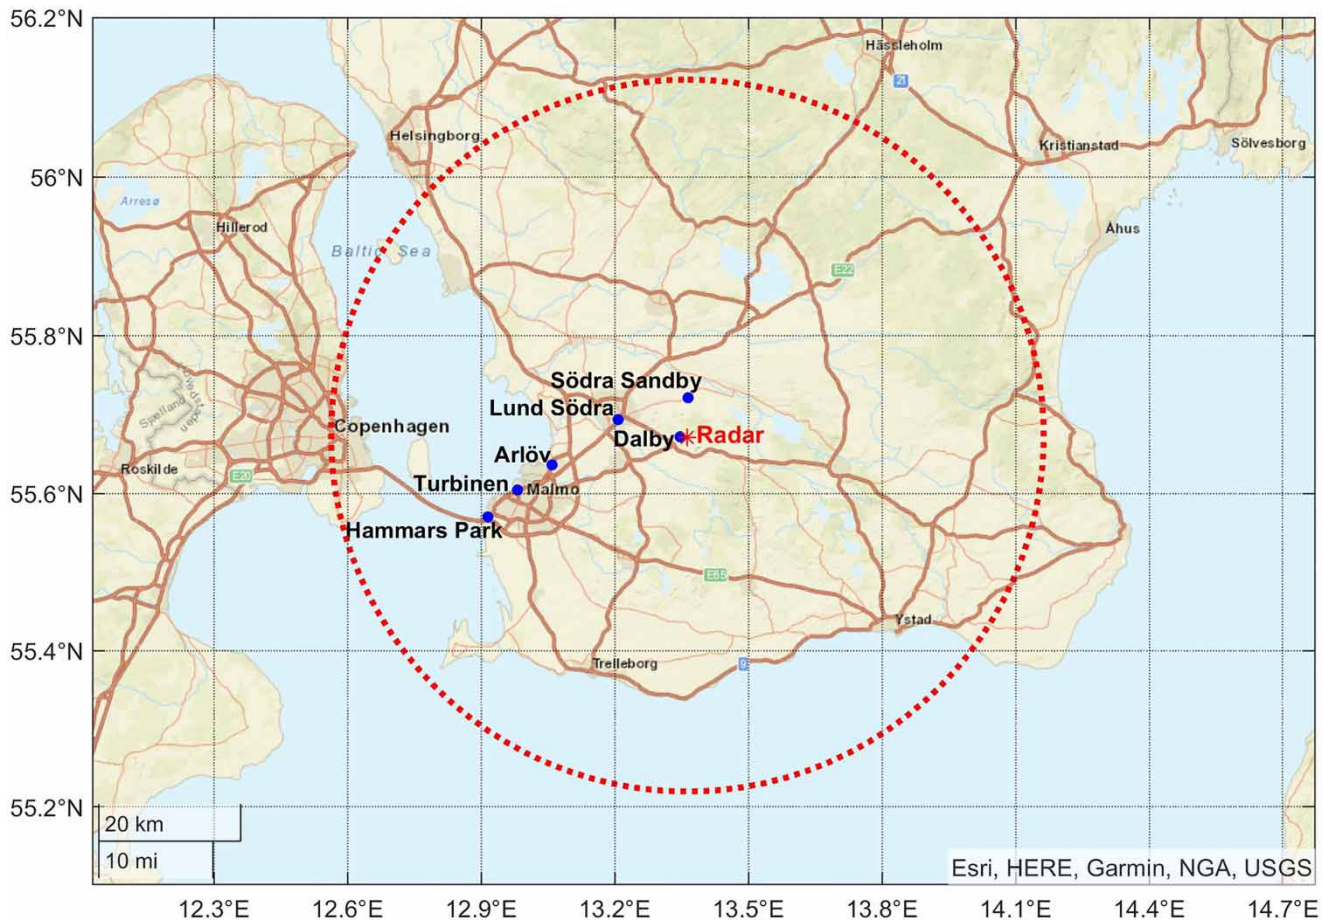 56.2°N
Hässleholm
21
Helsingborg
Kristianstad
Sölvesborg
56°N
Arresø
Hillerod
Åhus
Baltic Sea
E22
55.8°N
Södra Sandby
Lund Södra
Sjælland
Copenhagen
Dalby
Radar
Arlöv
Roskilde
E20
Turbinen
Malmo
55.6°N
Hammars Park
E65
Ystad
55.4°N
Trelleborg
9
55.2°N
20 km
10 mi
Esri, HERE, Garmin, NGA, USGS
12.3°E 12.6°E 12.9°E 13.2°E 13.5°E 13.8°E 14.1°E 14.4°E 14.7°E